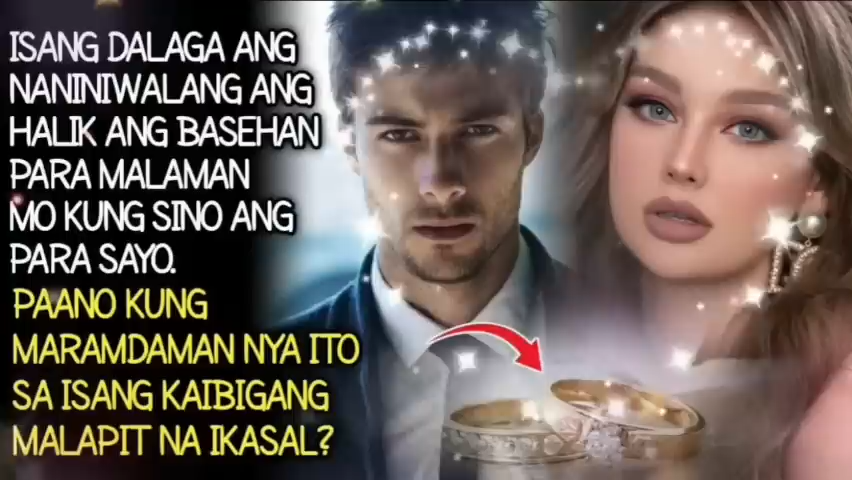 ISANG DALAGA ANG
NANINIWALANG ANG
HALIK ANG BASEHAN
PARA MALAMAN
MO KUNG SINO ANG
PARA SAYO.
PAANO KUNG
MARAMDAMAN NYA ITO
SA ISANG KAIBIGANG
MALAPIT NA IKASAL?